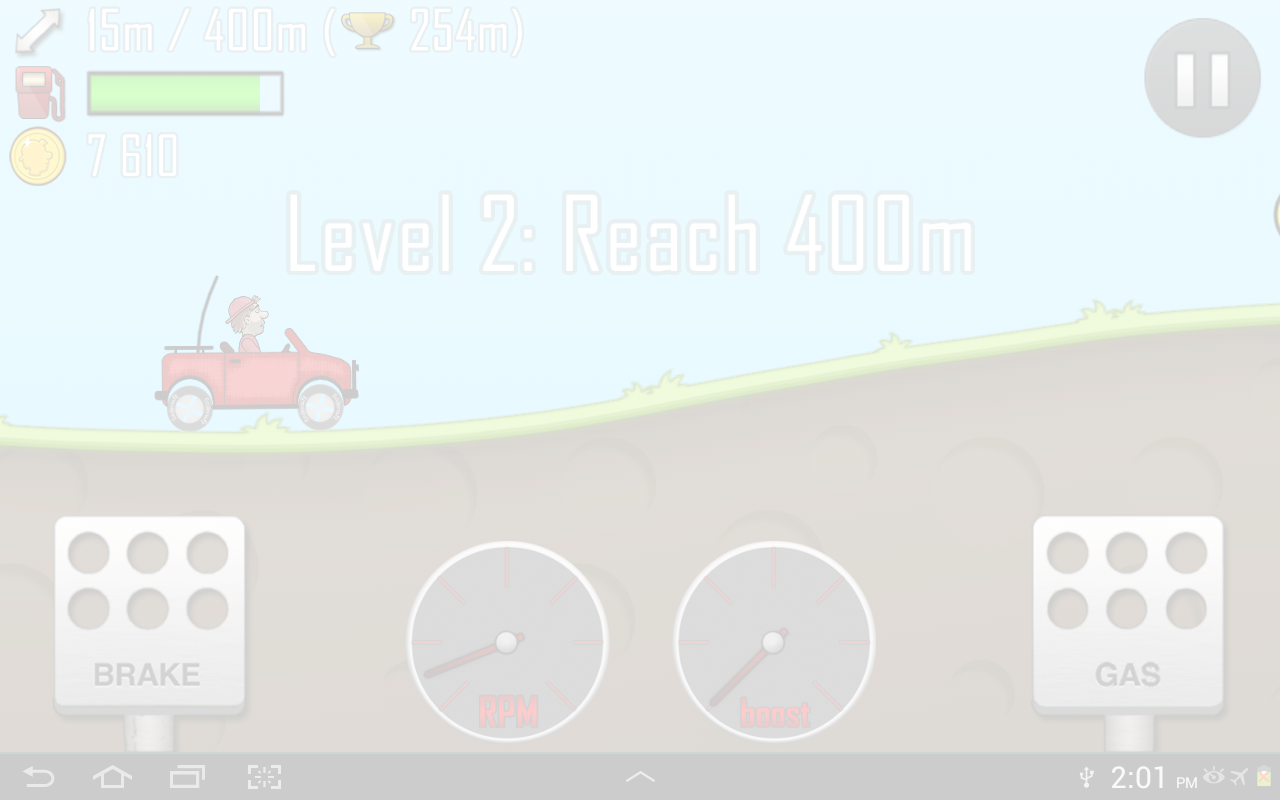 15m / 400m (254m)
7 610
Level 2: Reach 400m
BRAKE
RPM
boost
GAS
2:01 PM